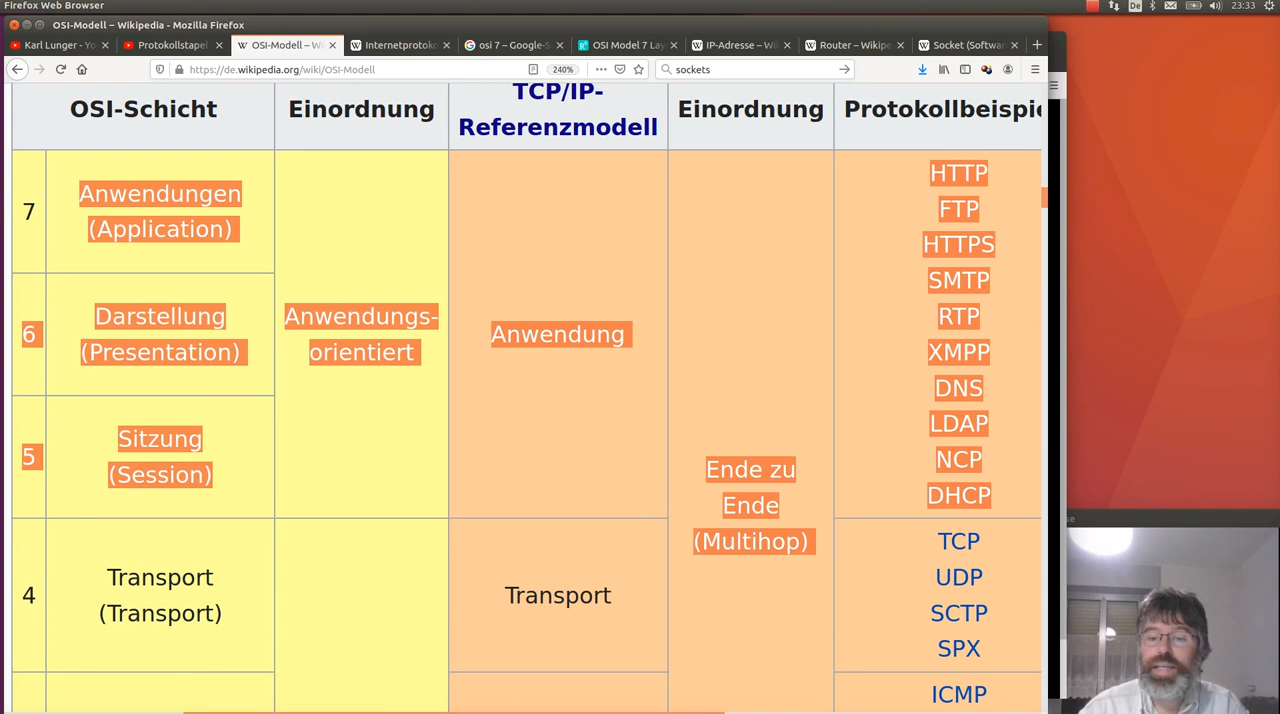 Firefox Web Browser
De
23:33
OSI-Modell – Wikipedia - Mozilla Firefox
Karl Lunger - Yo
Protokollstapel
OSI-Modell – Wi
Internetprotoko
osi 7 – Google-S
OSI Model 7 Lay
IP-Adresse – Wik
Router – Wikipe
Socket (Softwar
https://de.wikipedia.org/wiki/OSI-Modell
240%
sockets
OSI-Schicht
Einordnung
TCP/IP-
Referenzmodell
Einordnung
Protokollbeispie
7
Anwendungen
(Application)
6
Darstellung
(Presentation)
5
Sitzung
(Session)
Anwendungs-
orientiert
Anwendung
Ende zu
Ende
(Multihop)
HTTP
FTP
HTTPS
SMTP
RTP
XMPP
DNS
LDAP
NCP
DHCP
4
Transport
(Transport)
Transport
TCP
UDP
SCTP
SPX
ICMP